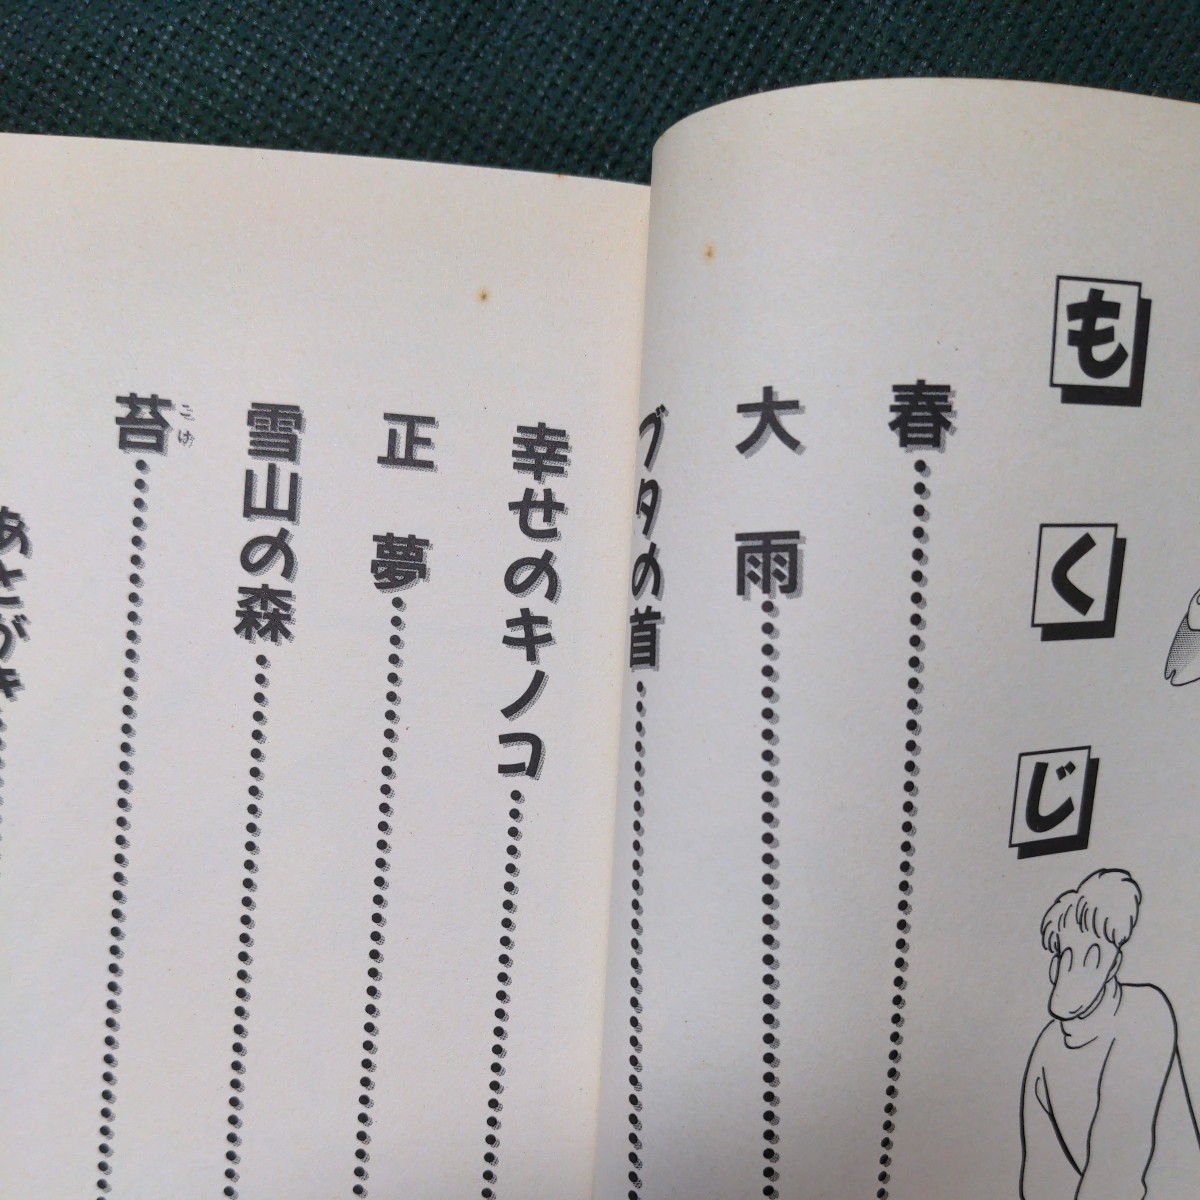 もくじ
春
大雨
ブタの首
幸せのキノコ
正夢
雪山の森
苔
こけ
あとがき